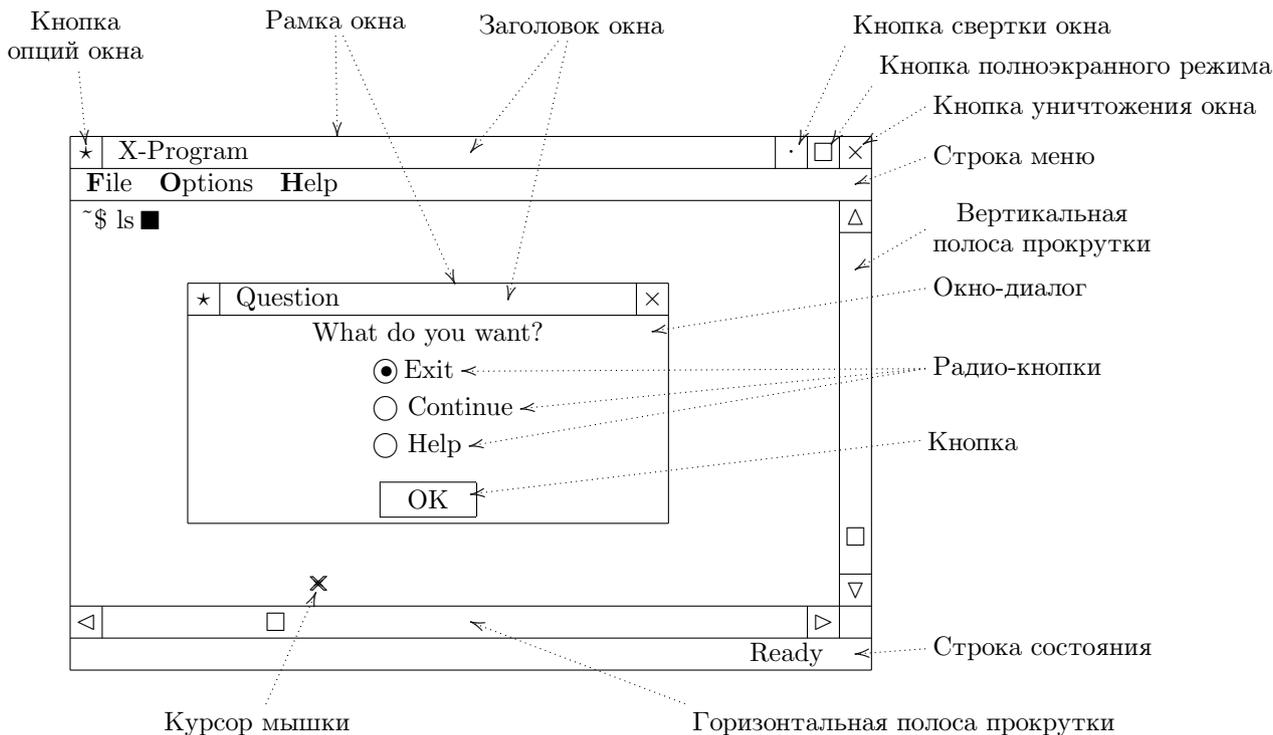 Кнопка
опций окна
Рамка окна
Заголовок окна
Кнопка свертки окна
Кнопка полноэкранного режима
Кнопка уничтожения окна
X-Program
Строка меню
File Options Help
~$ ls
Вертикальная
полоса прокрутки
Окно-диалог
Question
What do you want?
Exit
Радио-кнопки
Continue
Help
Кнопка
OK
Ready
Строка состояния
Курсор мышки
Горизонтальная полоса прокрутки